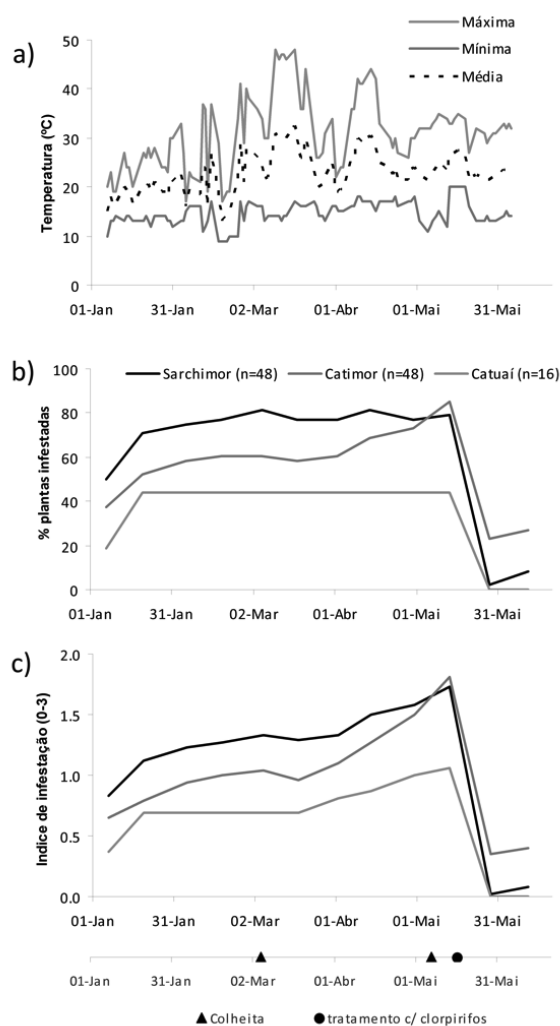 a)
Máxima
Mínima
Média
Temperatura (ºC)
50
40
30
20
10
0
01-Jan 31-Jan 02-Mar 01-Abr 01-Mai 31-Mai
b)
Sarchimor (n=48) Catimor (n=48) Catuaí (n=16)
% plantas infestadas
100
80
60
40
20
0
01-Jan 31-Jan 02-Mar 01-Abr 01-Mai 31-Mai
c)
Indice de infestação (0-3)
2.0
1.5
1.0
0.5
0.0
01-Jan 31-Jan 02-Mar 01-Abr 01-Mai 31-Mai
01-Jan 31-Jan 02-Mar 01-Abr 01-Mai 31-Mai
▲ Colheita ● tratamento c/ clorpirifos